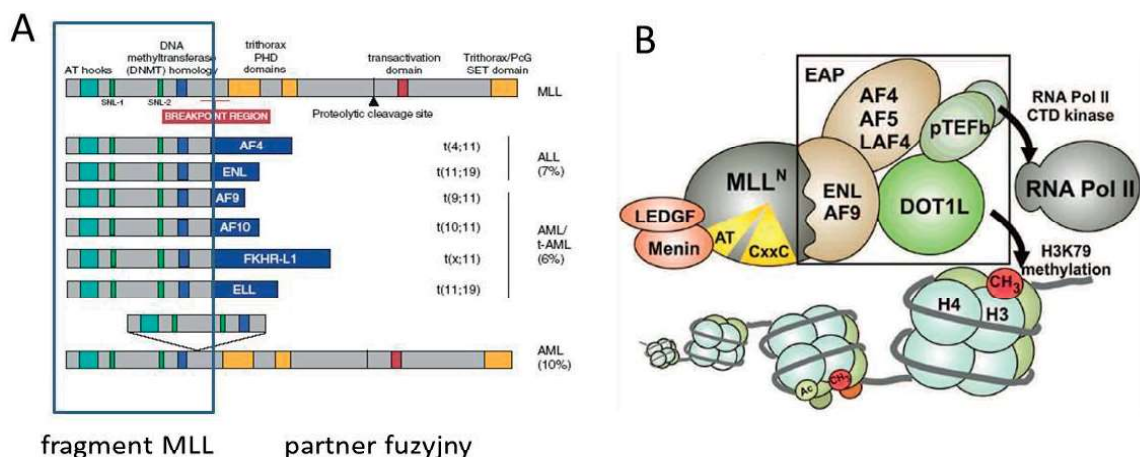 A
DNA
methyltransferase
(DNMT) homology
trithorax
PHD
domains
transactivation
domain
Trithorax/PcG
SET domain
AT hooks
MLL
SNL-1
SNL-2
BREAKPOINT REGION
Proteolytic cleavage site
AF4
t(4;11)
ENL
t(11;19)
ALL
(7%)
AF9
t(9;11)
AF10
t(10;11)
FKHR-L1
t(x;11)
ELL
t(11;19)
AML/
t-AML
(6%)
AML
(10%)
fragment MLL
partner fuzyjny
B
EAP
AF4
AF5
LAF4
pTEFb
RNA Pol II
CTD kinase
MLLᴺ
ENL
AF9
DOT1L
RNA Pol II
LEDGF
Menin
AT
CxxC
H3K79
methylation
CH₃
H4
H3
Ac